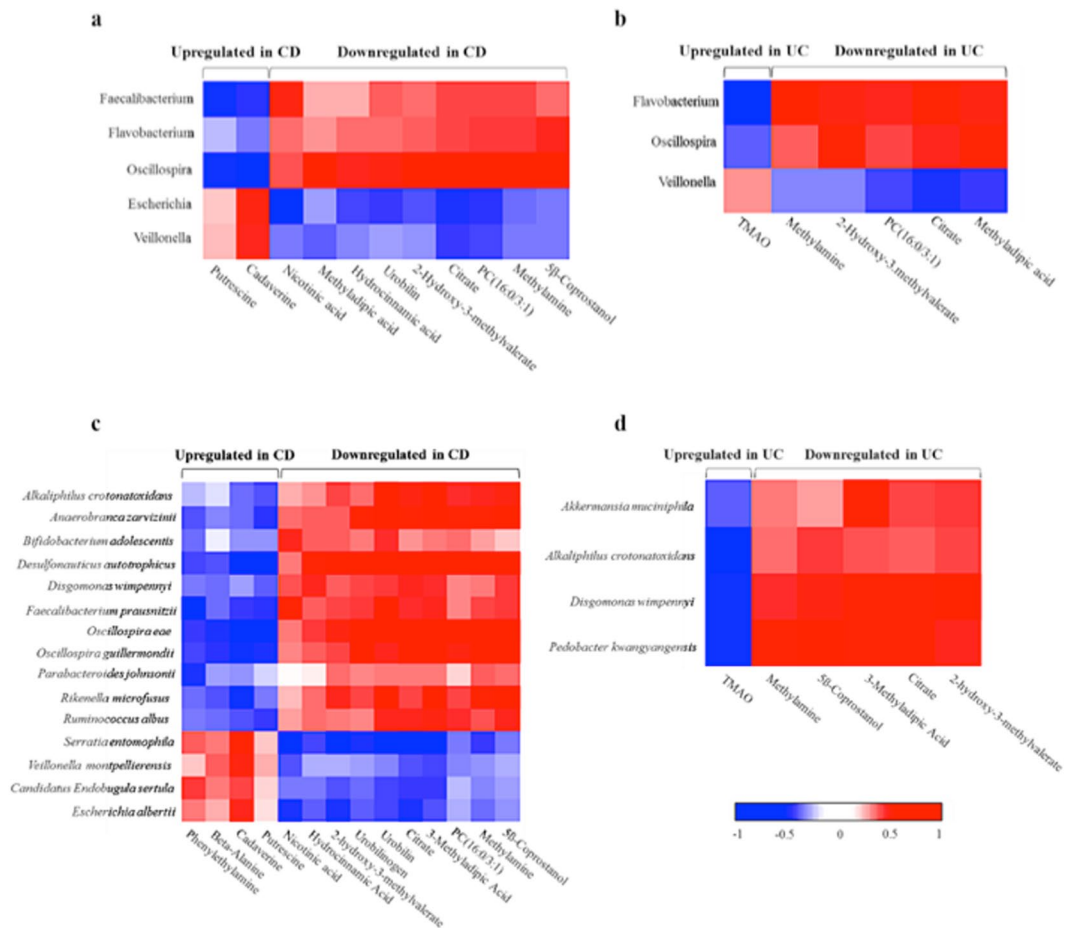 a
Upregulated in CD Downregulated in CD
Faecalibacterium
Flavobacterium
Oscillospira
Escherichia
Veillonella
Putrescine
Cadaverine
Nicotinic acid
Methyladipic acid
Hydrocinnamic acid
Urobilin
2-Hydroxy-3-methylvalerate
Citrate
PC(16:0/3:1)
Methylamine
5β-Coprostanol
b
Upregulated in UC Downregulated in UC
Flavobacterium
Oscillospira
Veillonella
TMAO
Methylamine
2-Hydroxy-3.methylvalerate
PC(16:0/3:1)
Citrate
Methyladipic acid
c
Upregulated in CD Downregulated in CD
Alkaliphilus crotonatoxidans
Anaerobranca zarvizinii
Bifidobacterium adolescentis
Desulfonauticus autotrophicus
Disgomonas wimpennyi
Faecalibacterium prausnitzii
Oscillospira eae
Oscillospira guillermondii
Parabacteroides johnsonii
Rikenella microfusus
Ruminococcus albus
Serratia entomophila
Veillonella montpellierensis
Candidatus Endobugula sertula
Escherichia albertii
Phenylethylamine
Beta-Alanine
Cadaverine
Putrescine
Nicotinic acid
Hydrocinnamic Acid
2-hydroxy-3-methylvalerate
Urobilinogen
Urobilin
Citrate
3-Methyladipic Acid
PC(16:0/3:1)
Methylamine
5β-Coprostanol
d
Upregulated in UC Downregulated in UC
Akkermansia muciniphila
Alkaliphilus crotonatoxidans
Disgomonas wimpennyi
Pedobacter kwangyangensis
TMAO
Methylamine
5β-Coprostanol
3-Methyladipic Acid
Citrate
2-hydroxy-3-methylvalerate
-1 -0.5 0 0.5 1